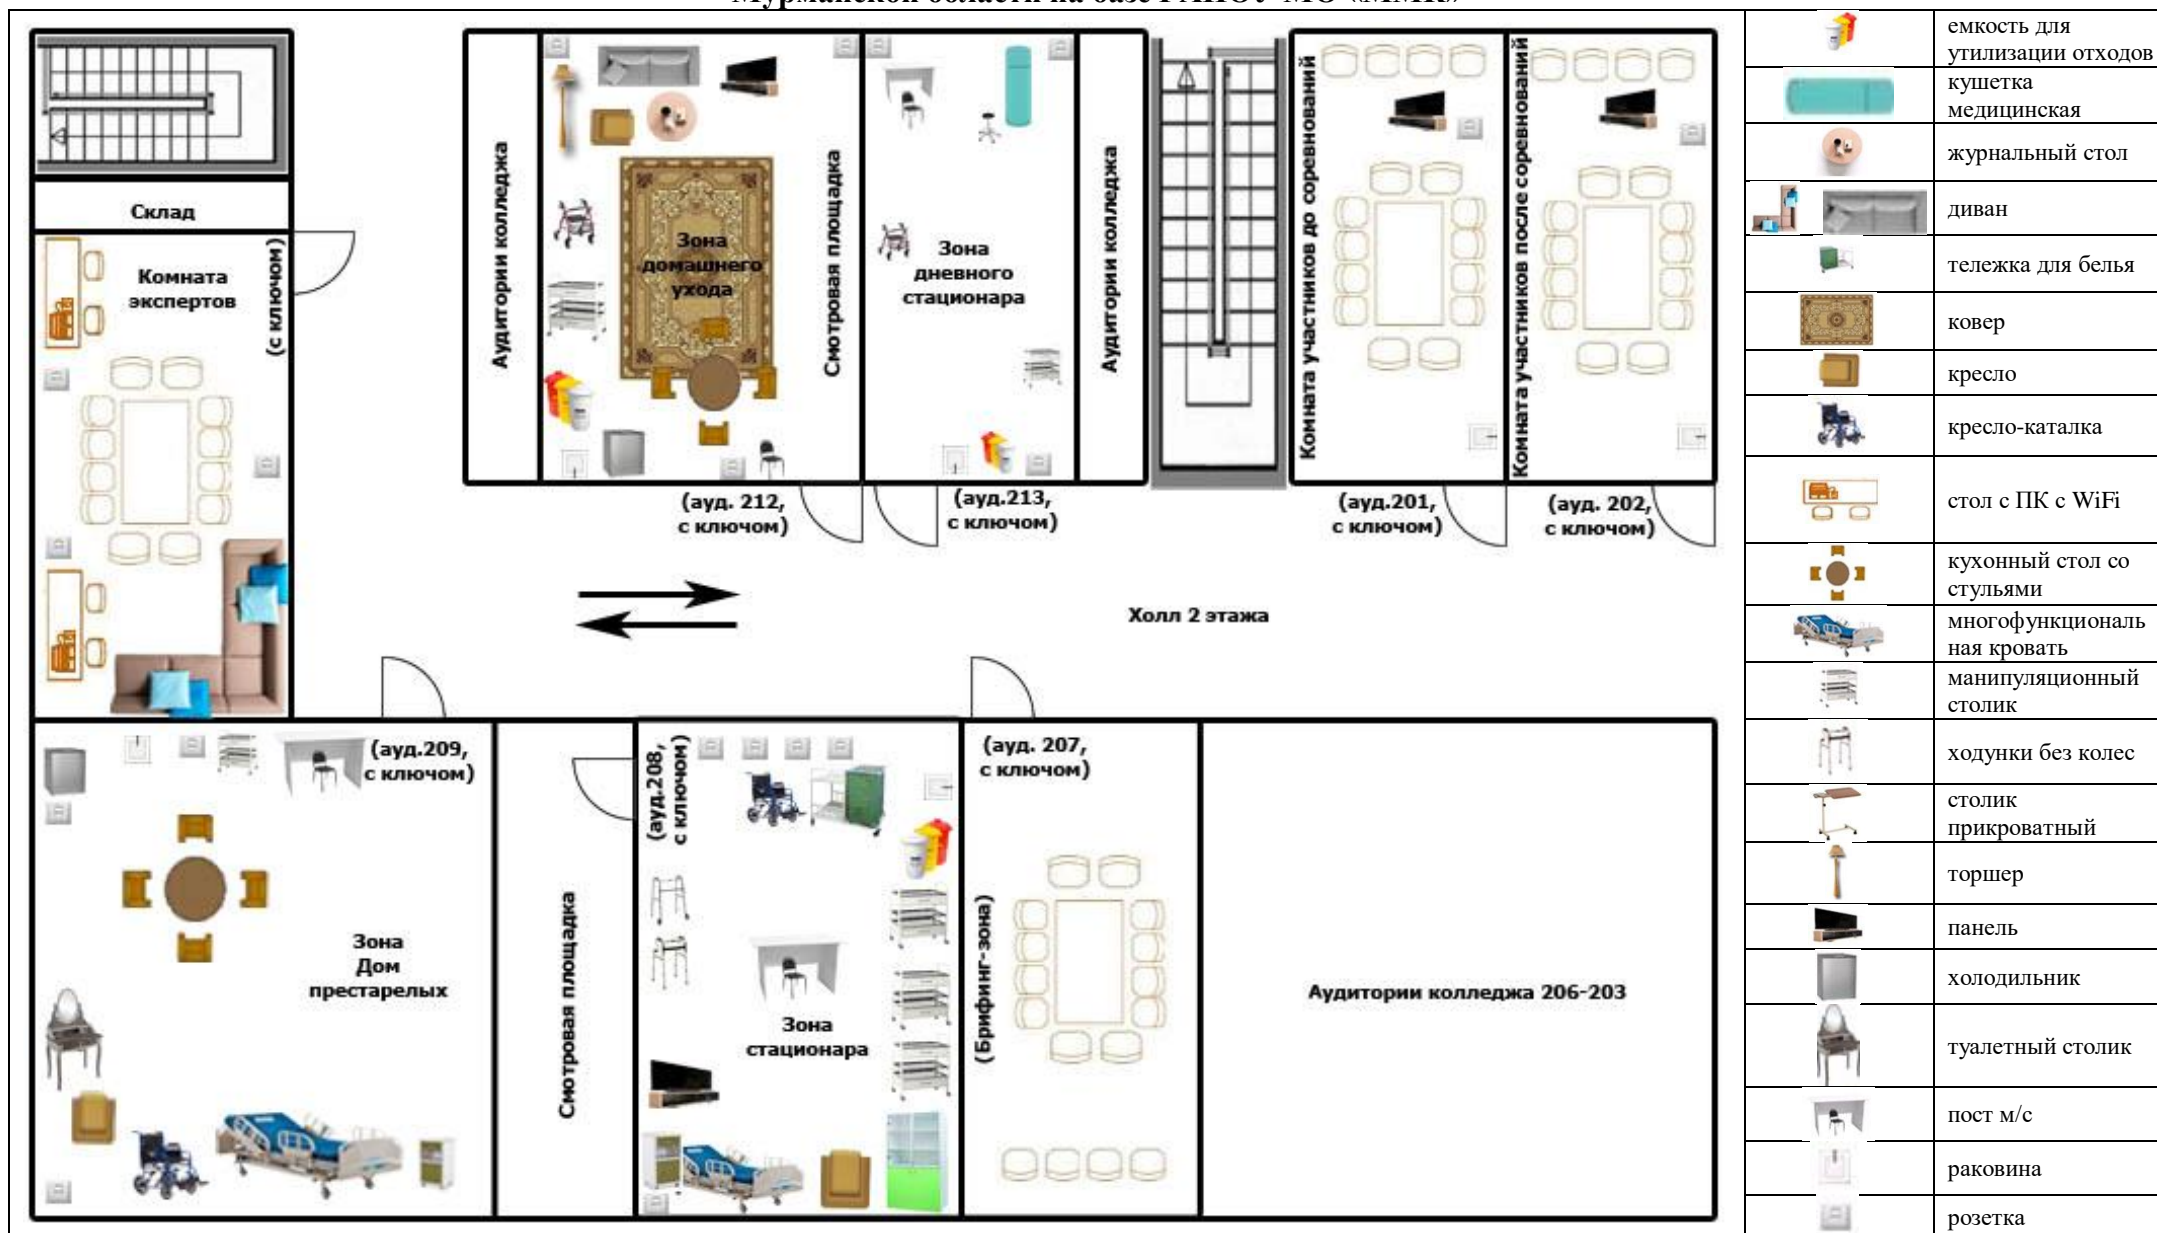 Мурманской области на базе ГАПОУ МО «ММК»
Склад
Комната
экспертов
(с ключом)
Аудитории колледжа
Зона
домашнего
ухода
Смотровая площадка
Зона
дневного
стационара
Аудитории колледжа
Комната участников до соревнований
Комната участников после соревнований
(ауд. 212,
с ключом)
(ауд.213,
с ключом)
(ауд.201,
с ключом)
(ауд. 202,
с ключом)
Холл 2 этажа
(ауд.209,
с ключом)
Зона
Дом
престарелых
Смотровая площадка
(ауд.208,
с ключом)
Зона
стационара
(ауд. 207,
с ключом)
(Брифинг-зона)
Аудитории колледжа 206-203
емкость для
утилизации отходов
кушетка
медицинская
журнальный стол
диван
тележка для белья
ковер
кресло
кресло-каталка
стол с ПК с WiFi
кухонный стол со
стульями
многофункциональ
ная кровать
манипуляционный
столик
ходунки без колес
столик
прикроватный
торшер
панель
холодильник
туалетный столик
пост м/с
раковина
розетка